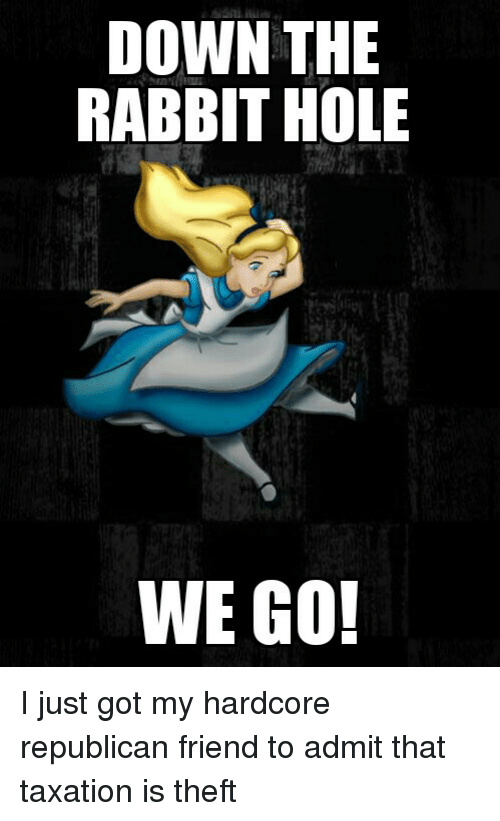 DOWN THE
RABBIT HOLE
WE GO!
I just got my hardcore
republican friend to admit that
taxation is theft